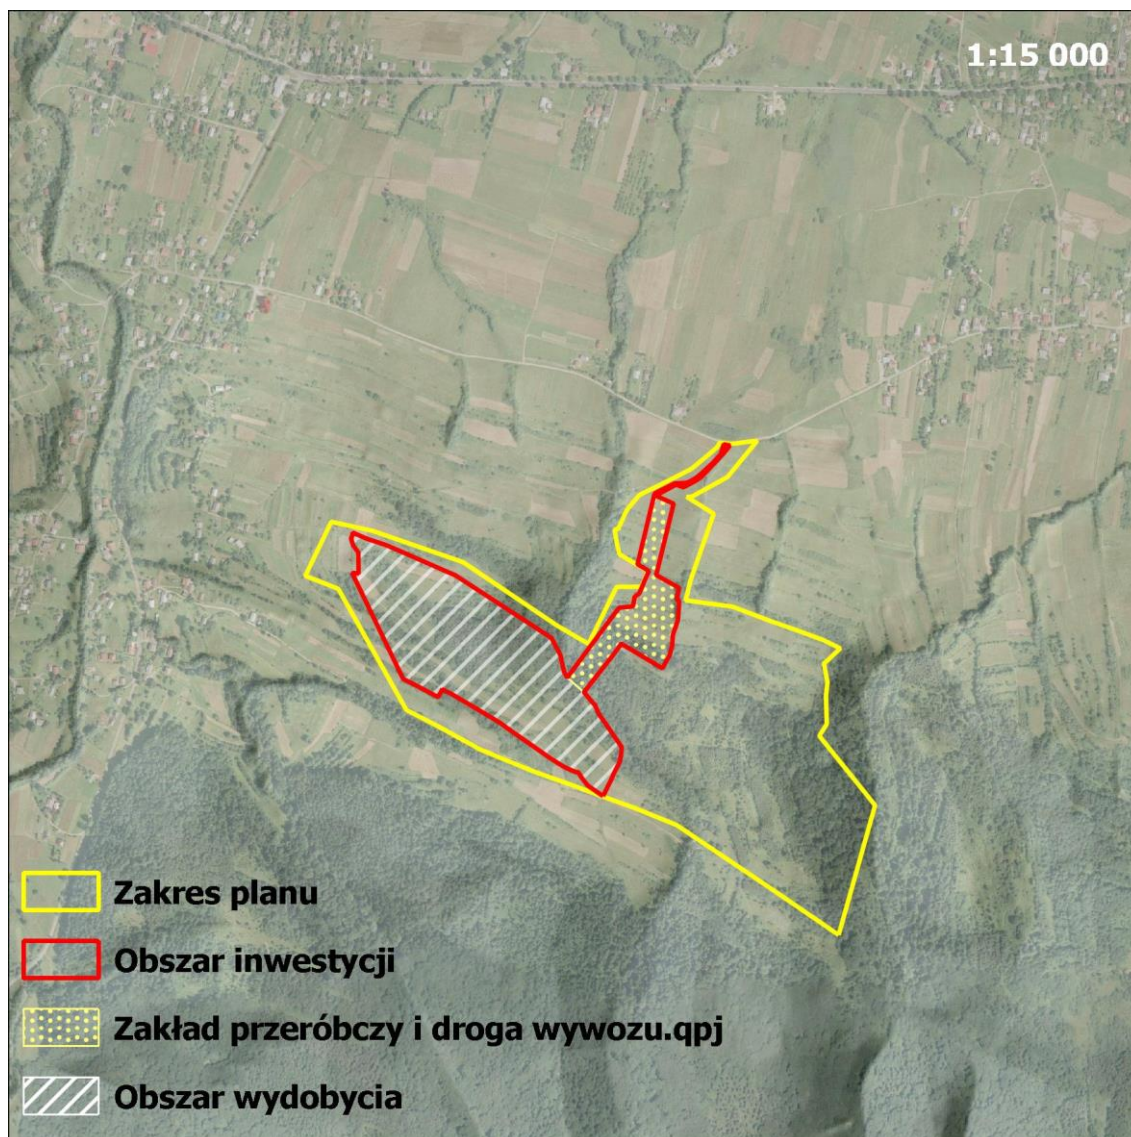 1:15 000
Zakres planu
Obszar inwestycji
Zakład przeróbczy i droga wywozu.qpj
Obszar wydobycia